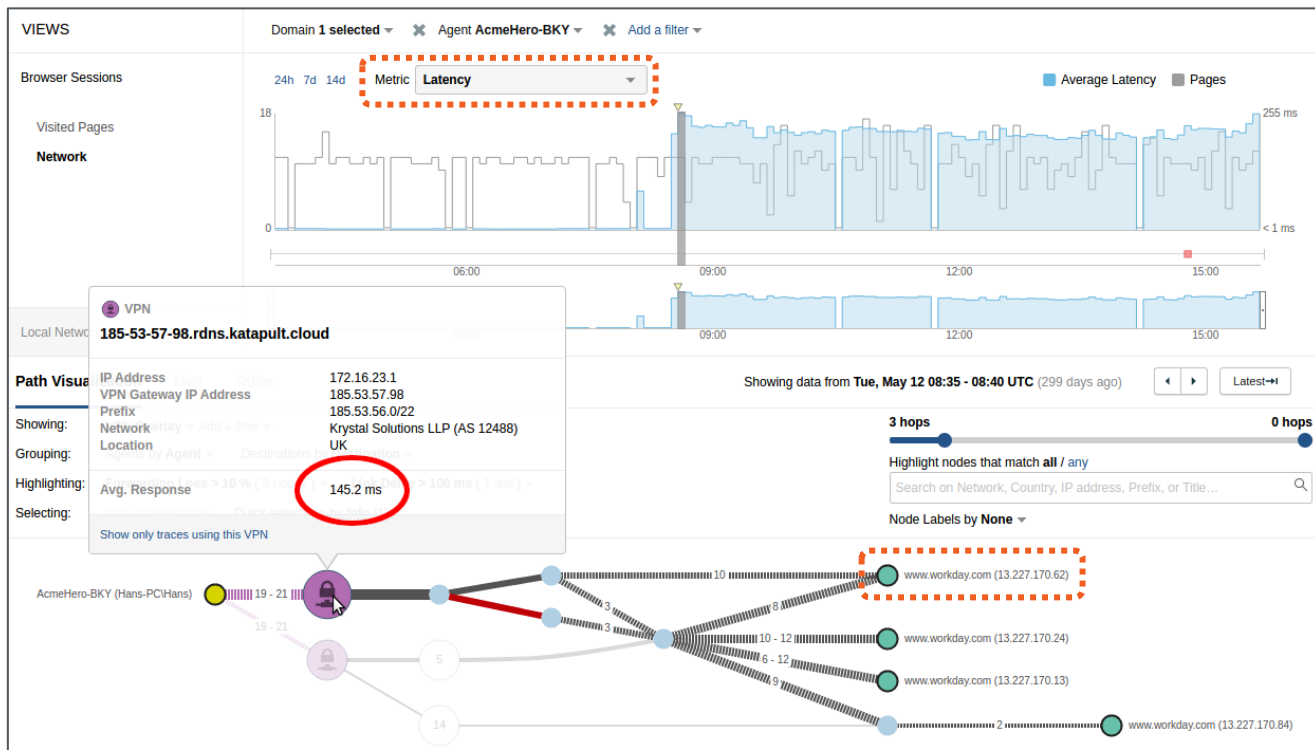 VIEWS
Domain 1 selected Agent AcmeHero-BKY Add a filter
Browser Sessions
24h 7d 14d Metric Latency Average Latency Pages
Visited Pages
Network
18 255 ms
0 < 1 ms
06:00 09:00 12:00 15:00
09:00 12:00 15:00
Local Netwo
VPN
185-53-57-98.rdns.katapult.cloud
IP Address 172.16.23.1
VPN Gateway IP Address 185.53.57.98
Prefix 185.53.56.0/22
Network Krystal Solutions LLP (AS 12488)
Location UK
Avg. Response 145.2 ms
Show only traces using this VPN
Path Visua
Showing data from Tue, May 12 08:35 - 08:40 UTC (299 days ago) Latest
Showing:
Grouping:
Highlighting:
Selecting:
3 hops 0 hops
Highlight nodes that match all / any
Search on Network, Country, IP address, Prefix, or Title…
Node Labels by None
AcmeHero-BKY (Hans-PC\Hans) 19 - 21 10 www.workday.com (13.227.170.62)
3 8
19 - 21 3
10 - 12 www.workday.com (13.227.170.24)
5 6 - 12
9 www.workday.com (13.227.170.13)
14 2 www.workday.com (13.227.170.84)